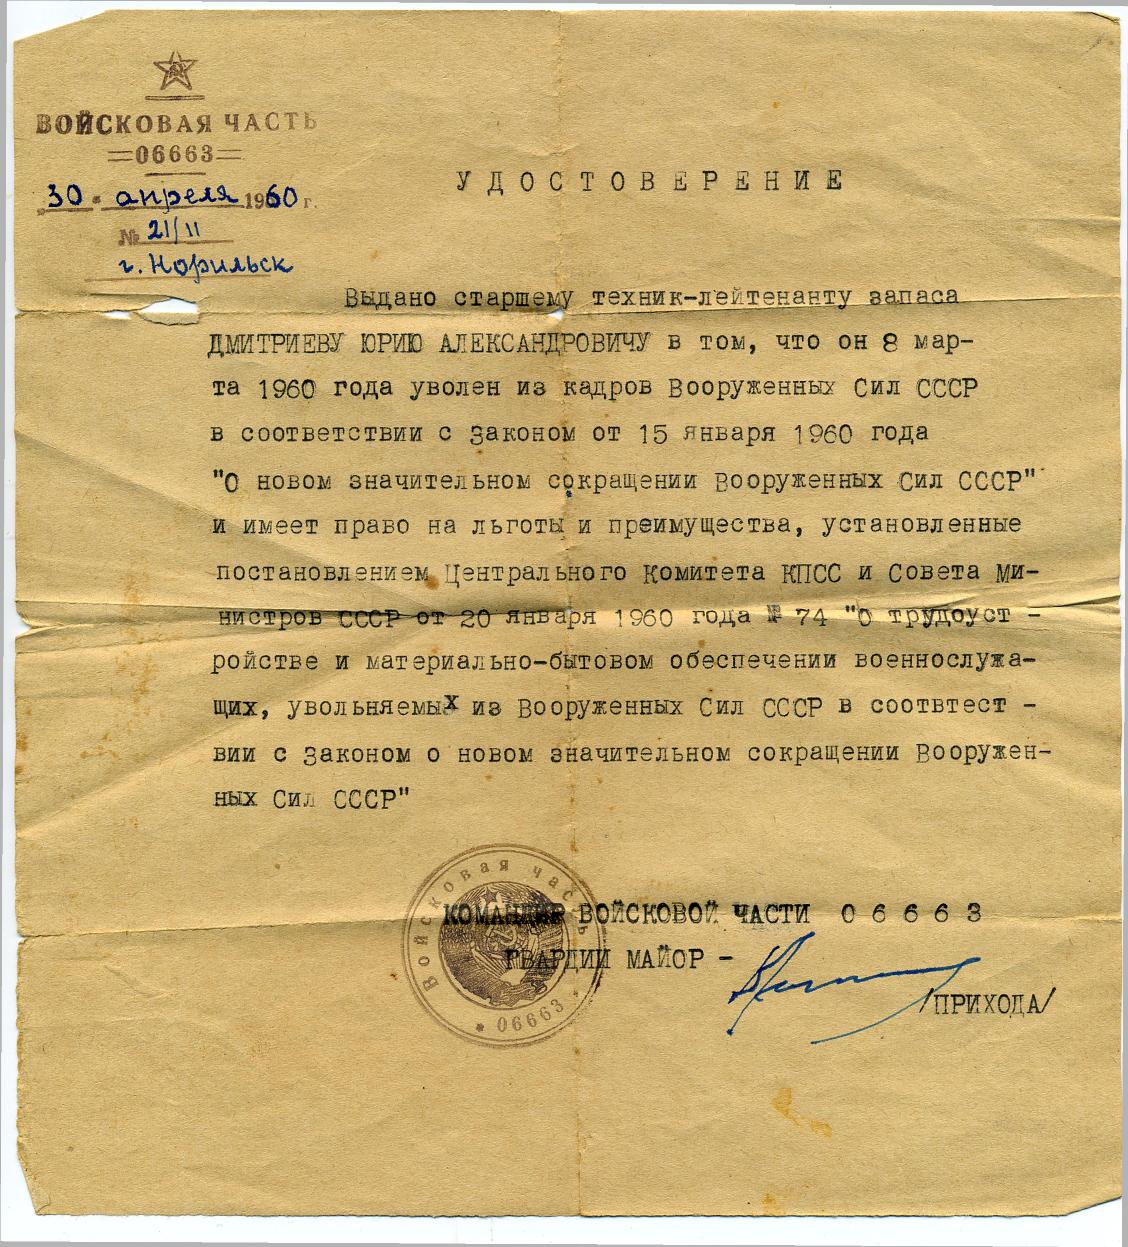 ВОЙСКОВАЯ ЧАСТЬ
=06663=
„30" апреля 1960 г.
№ 21/11
г. Норильск
УДОСТОВЕРЕНИЕ
Выдано старшему техник-лейтенанту запаса
ДМИТРИЕВУ ЮРИЮ АЛЕКСАНДРОВИЧУ в том, что он 8 мар-
та 1960 года уволен из кадров Вооруженных Сил СССР
в соответствии с Законом от 15 января 1960 года
"О новом значительном сокращении Вооруженных Сил СССР"
и имеет право на льготы и преимущества, установленные
постановлением Центрального Комитета КПСС и Совета Ми-
нистров СССР от 20 января 1960 года № 74 "О трудоуст -
ройстве и материально-бытовом обеспечении военнослужа-
щих, увольняемых из Вооруженных Сил СССР в соотвтест -
вии с Законом о новом значительном сокращении Вооружен-
ных Сил СССР"
КОМАНДИР ВОЙСКОВОЙ ЧАСТИ 0 6 6 6 3
ГВАРДИИ МАЙОР -
/ПРИХОДА/
Войсковая часть
* 06663 *